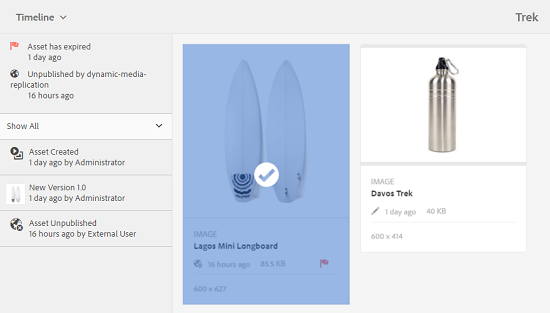 Timeline
Trek
Asset has expired
1 day ago
Unpublished by dynamic-media-
replication
16 hours ago
Show All
Asset Created
1 day ago by Administrator
New Version 1.0
1 day ago by Administrator
Asset Unpublished
16 hours ago by External User
IMAGE
Lagos Mini Longboard
16 hours ago 85.5 KB
600 x 627
IMAGE
Davos Trek
1 day ago 40 KB
600 x 414